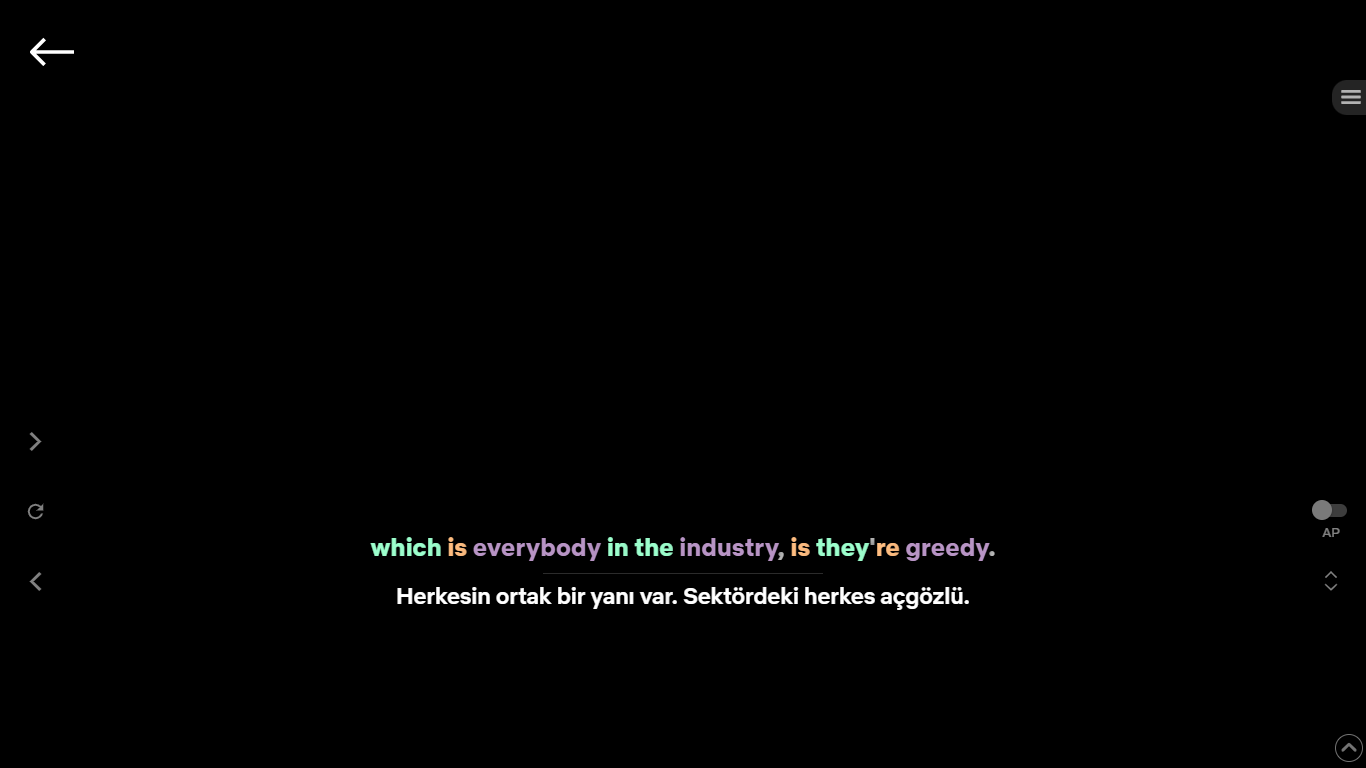 AP
which is everybody in the industry, is they're greedy.
Herkesin ortak bir yanı var. Sektördeki herkes açgözlü.